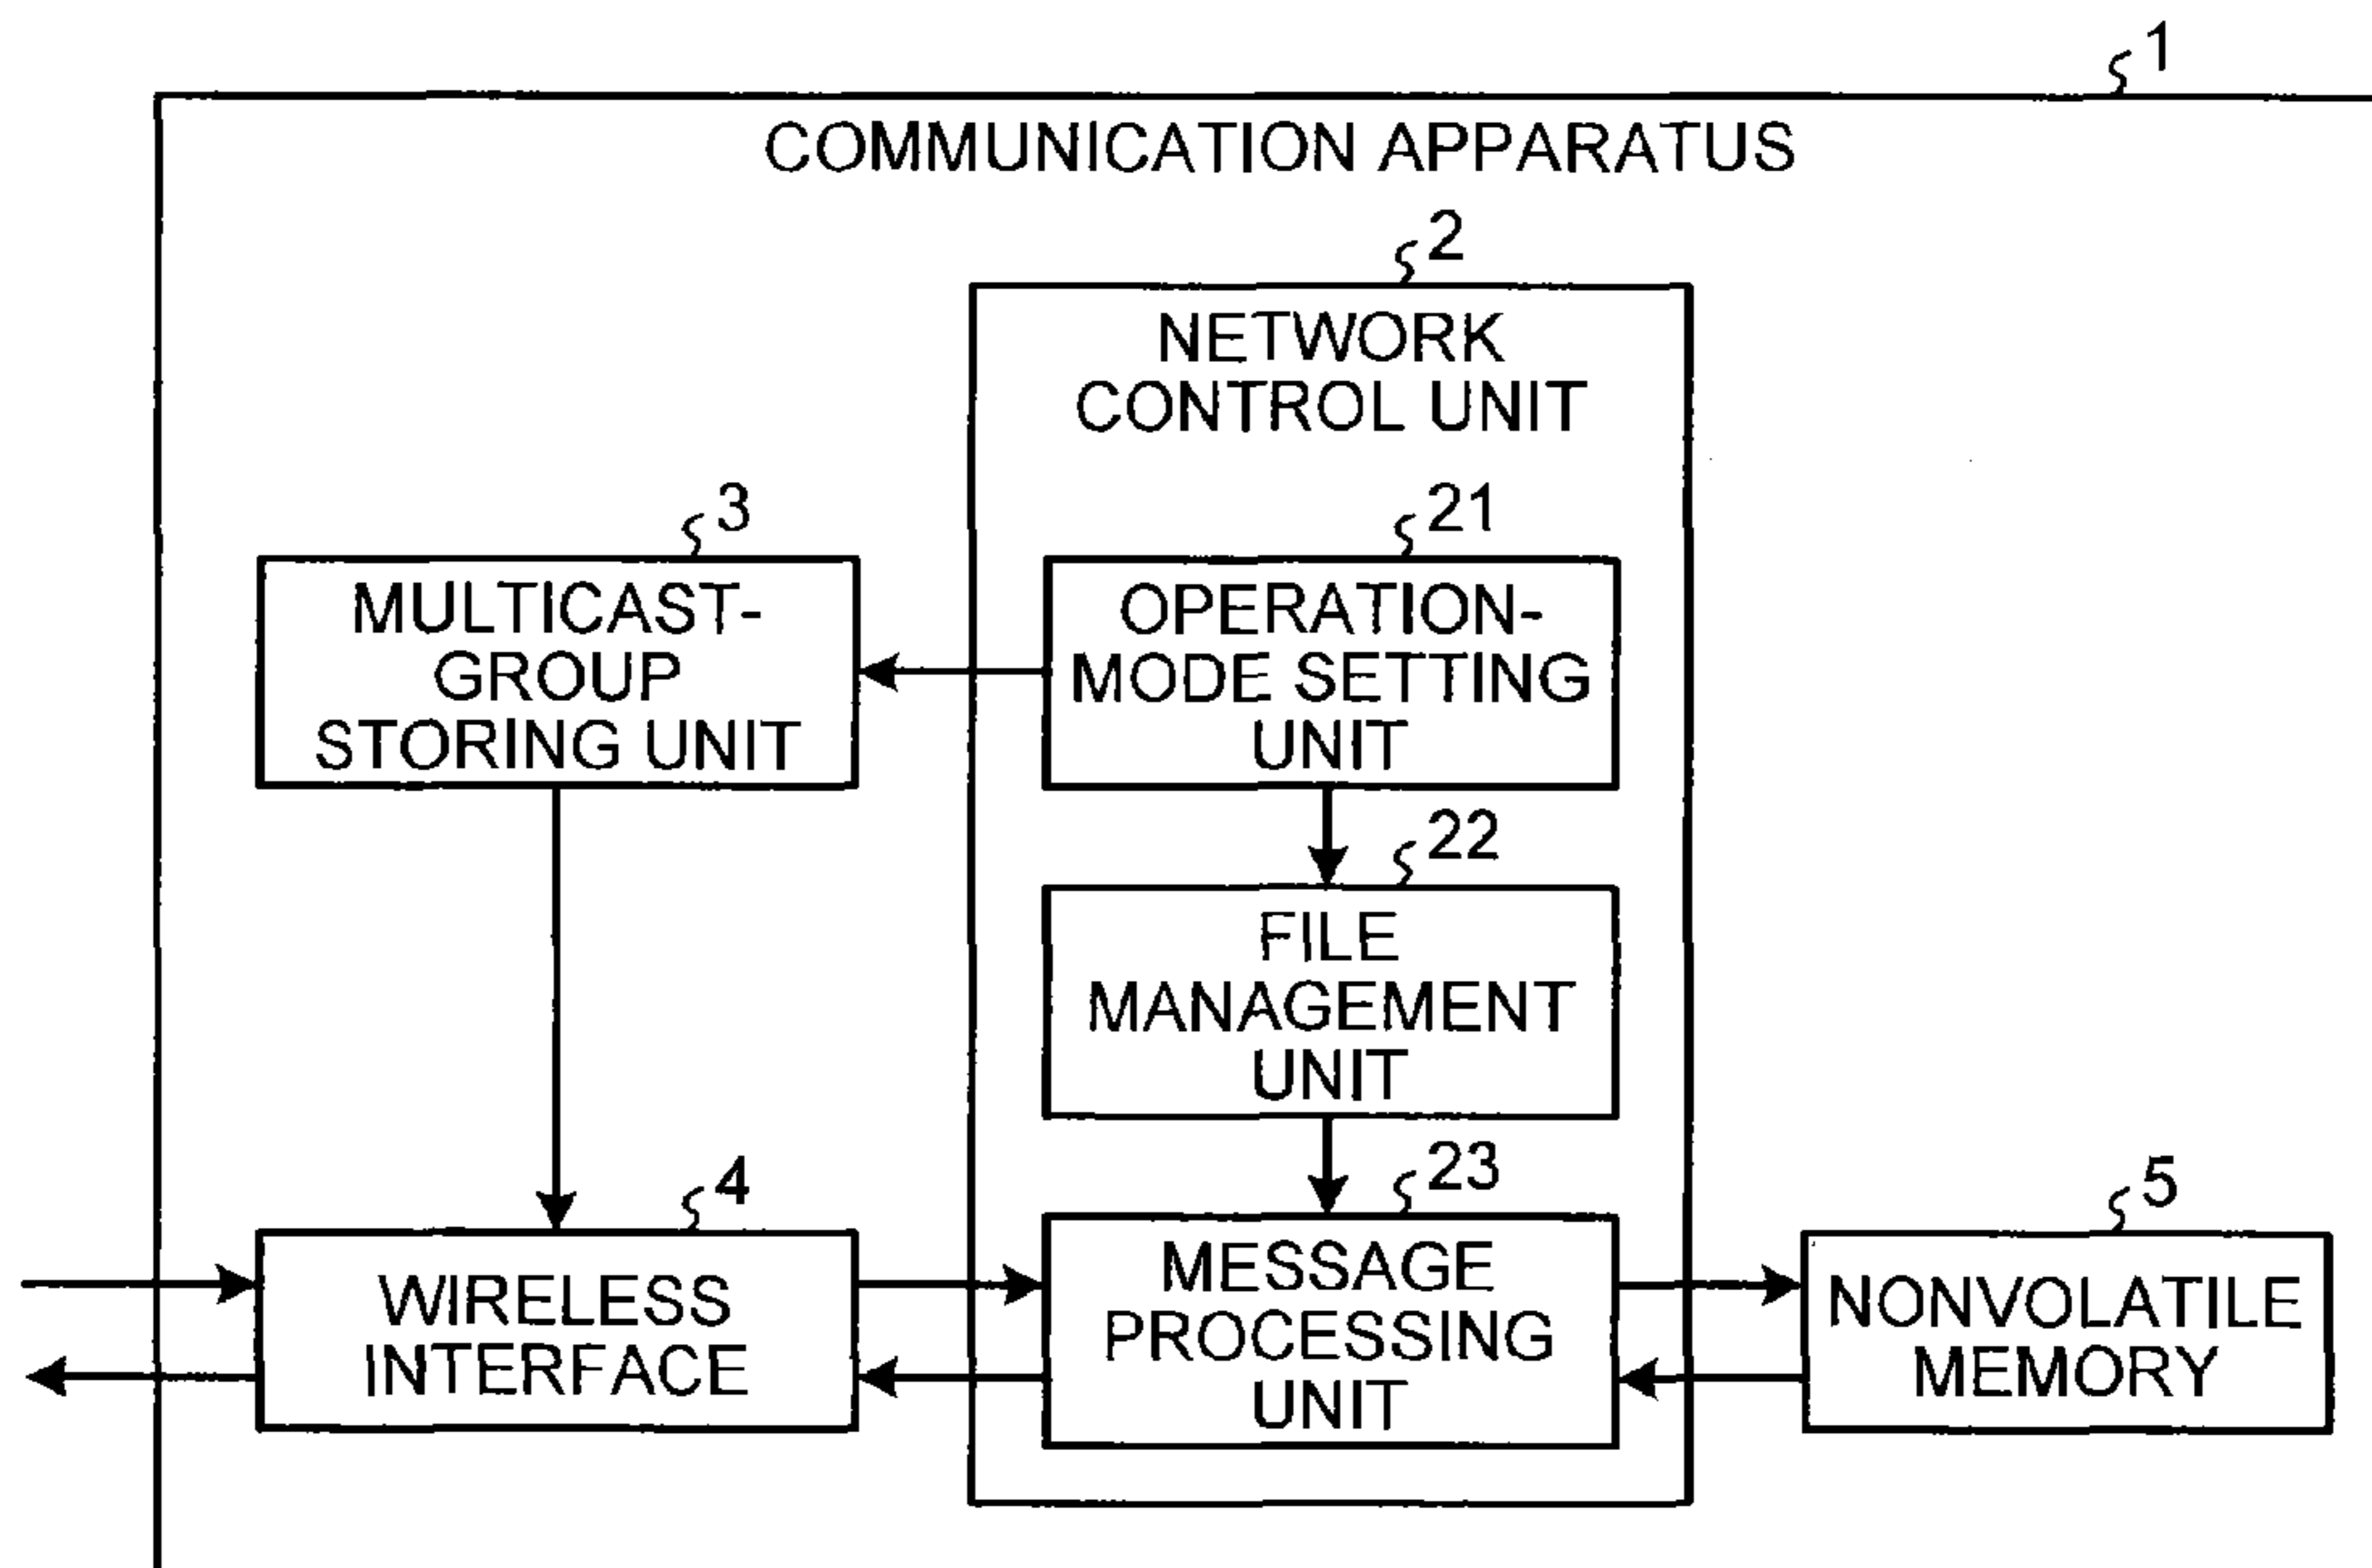 1
COMMUNICATION APPARATUS
2
NETWORK
CONTROL UNIT
3
MULTICAST-
GROUP
STORING UNIT
21
OPERATION-
MODE SETTING
UNIT
22
FILE
MANAGEMENT
UNIT
4
WIRELESS
INTERFACE
23
MESSAGE
PROCESSING
UNIT
5
NONVOLATILE
MEMORY